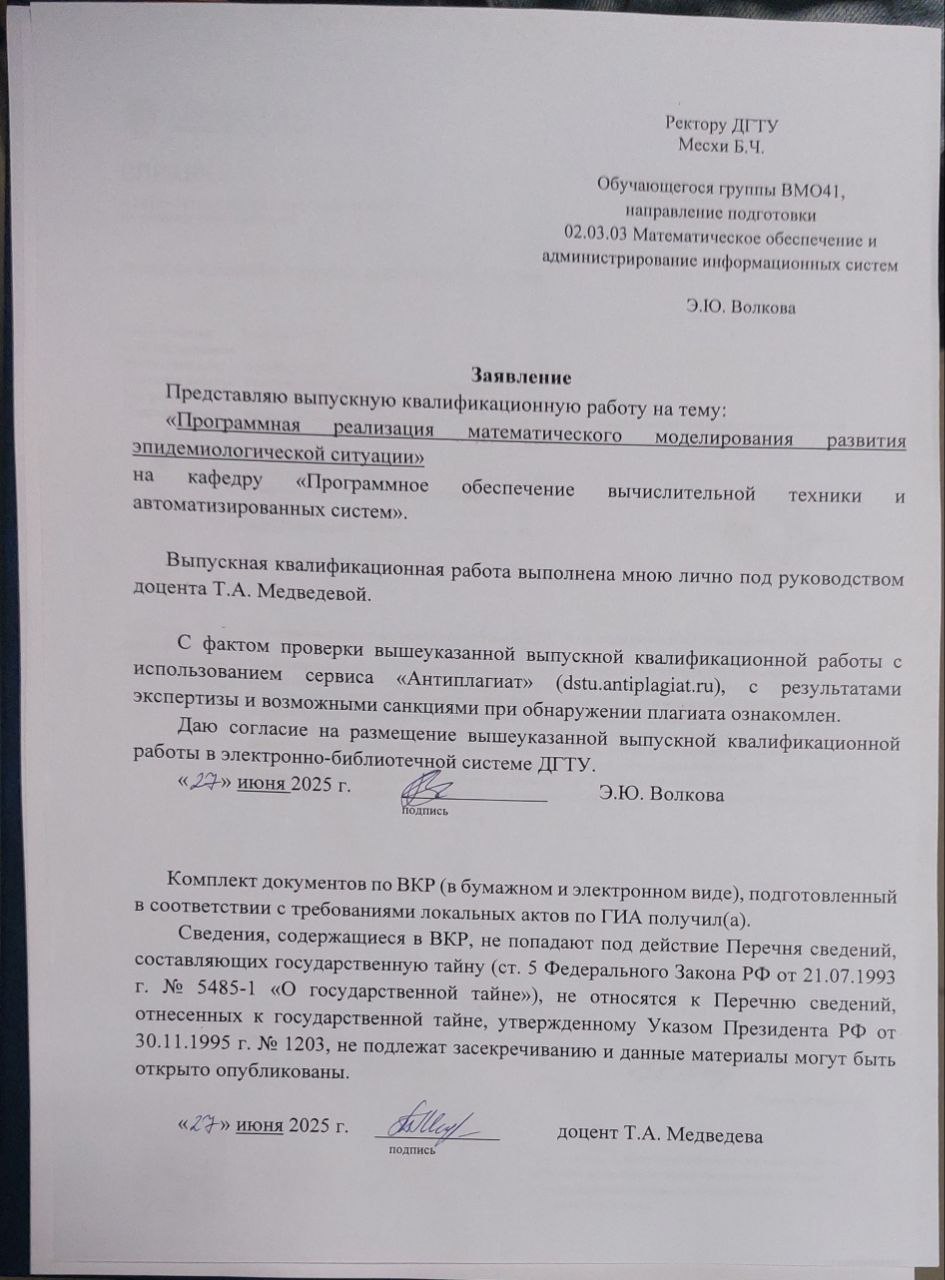 Ректору ДГТУ
Месхи Б.Ч.
Обучающегося группы ВМО41,
направление подготовки
02.03.03 Математическое обеспечение и
администрирование информационных систем
Э.Ю. Волкова
Заявление
Представляю выпускную квалификационную работу на тему:
«Программная реализация математического моделирования развития
эпидемиологической ситуации»
на кафедру «Программное обеспечение вычислительной техники и
автоматизированных систем».
Выпускная квалификационная работа выполнена мною лично под руководством
доцента Т.А. Медведевой.
С фактом проверки вышеуказанной выпускной квалификационной работы с
использованием сервиса «Антиплагиат» (dstu.antiplagiat.ru), с результатами
экспертизы и возможными санкциями при обнаружении плагиата ознакомлен.
Даю согласие на размещение вышеуказанной выпускной квалификационной
работы в электронно-библиотечной системе ДГТУ.
«27» июня 2025 г. Э.Ю. Волкова
подпись
Комплект документов по ВКР (в бумажном и электронном виде), подготовленный
в соответствии с требованиями локальных актов по ГИА получил(а).
Сведения, содержащиеся в ВКР, не попадают под действие Перечня сведений,
составляющих государственную тайну (ст. 5 Федерального Закона РФ от 21.07.1993
г. № 5485-1 «О государственной тайне»), не относятся к Перечню сведений,
отнесенных к государственной тайне, утвержденному Указом Президента РФ от
30.11.1995 г. № 1203, не подлежат засекречиванию и данные материалы могут быть
открыто опубликованы.
«27» июня 2025 г. доцент Т.А. Медведева
подпись